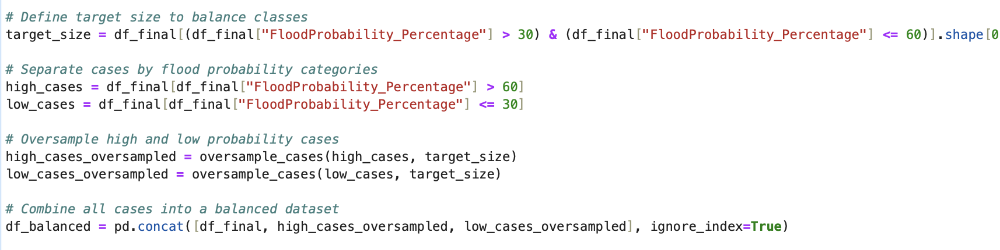 # Define target size to balance classes
target_size = df_final[(df_final["FloodProbability_Percentage"] > 30) & (df_final["FloodProbability_Percentage"] <= 60)].shape[0
# Separate cases by flood probability categories
high_cases = df_final[df_final["FloodProbability_Percentage"] > 60]
low_cases = df_final[df_final["FloodProbability_Percentage"] <= 30]
# Oversample high and low probability cases
high_cases_oversampled = oversample_cases(high_cases, target_size)
low_cases_oversampled = oversample_cases(low_cases, target_size)
# Combine all cases into a balanced dataset
df_balanced = pd.concat([df_final, high_cases_oversampled, low_cases_oversampled], ignore_index=True)